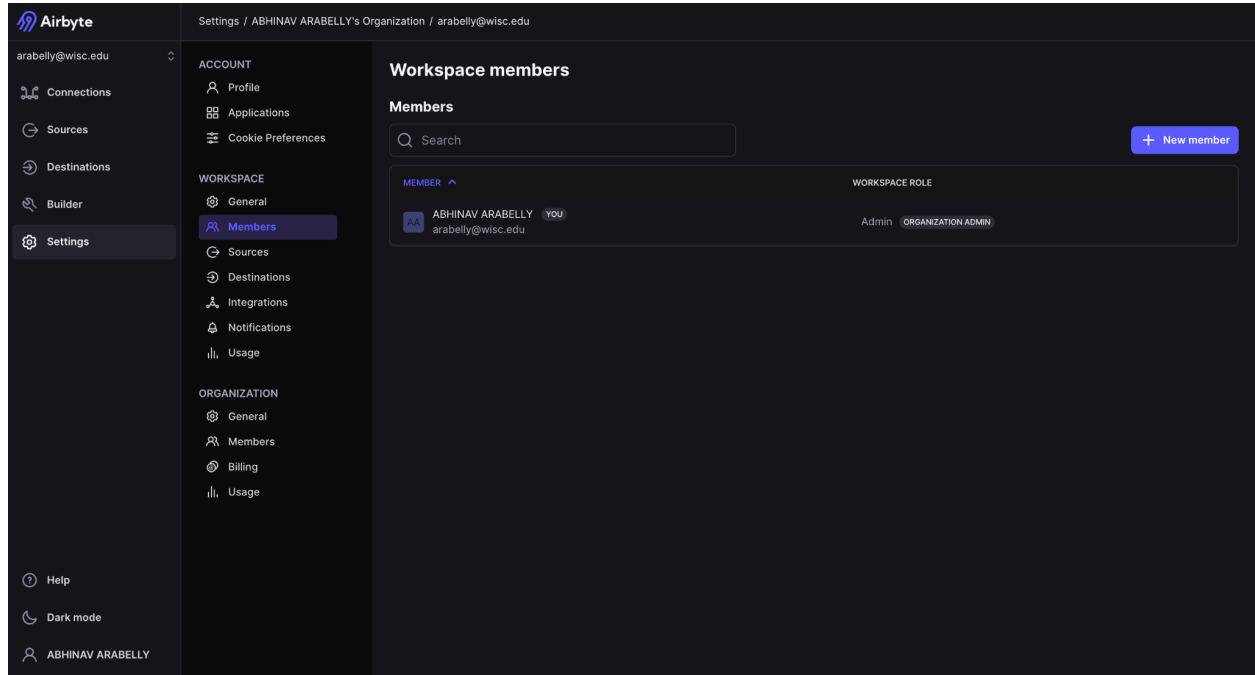 Airbyte
arabelly@wisc.edu
Connections
Sources
Destinations
Builder
Settings
Help
Dark mode
ABHINAV ARABELLY
Settings / ABHINAV ARABELLY's Organization / arabelly@wisc.edu
ACCOUNT
Profile
Applications
Cookie Preferences
WORKSPACE
General
Members
Sources
Destinations
Integrations
Notifications
Usage
ORGANIZATION
General
Members
Billing
Usage
Workspace members
Members
Search
New member
MEMBER WORKSPACE ROLE
AA ABHINAV ARABELLY YOU
arabelly@wisc.edu
Admin ORGANIZATION ADMIN